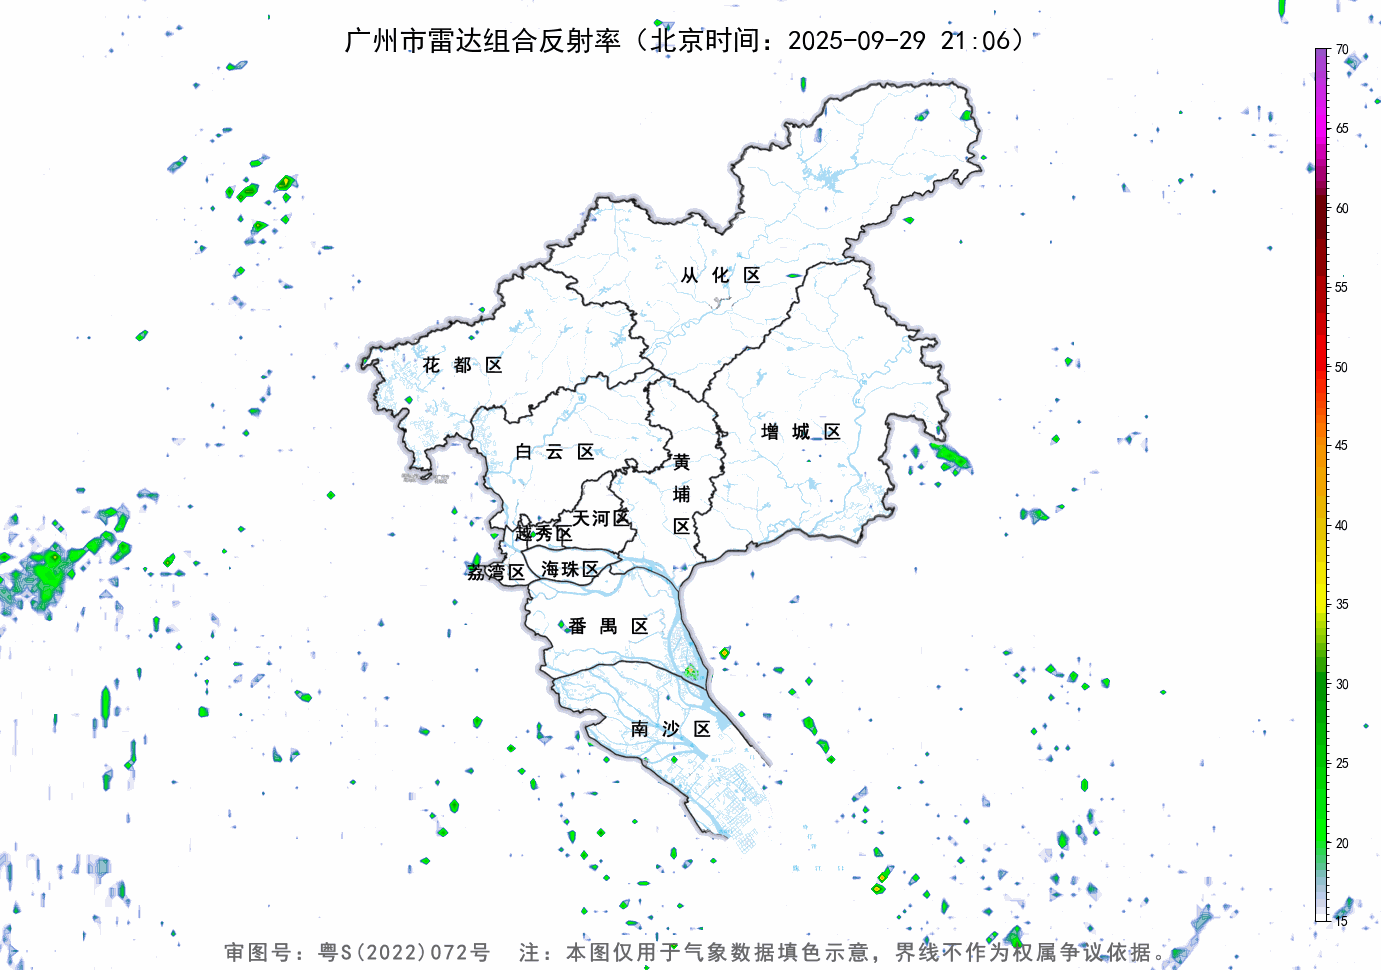 广州市雷达组合反射率（北京时间：2025-09-29 21:06）
70
65
60
55
50
45
40
35
30
25
20
15
从化区
花都区
增城区
白云区
黄埔区
天河区
越秀区
荔湾区
海珠区
番禺区
南沙区
审图号：粤S(2022)072号 注：本图仅用于气象数据填色示意，界线不作为权属争议依据。